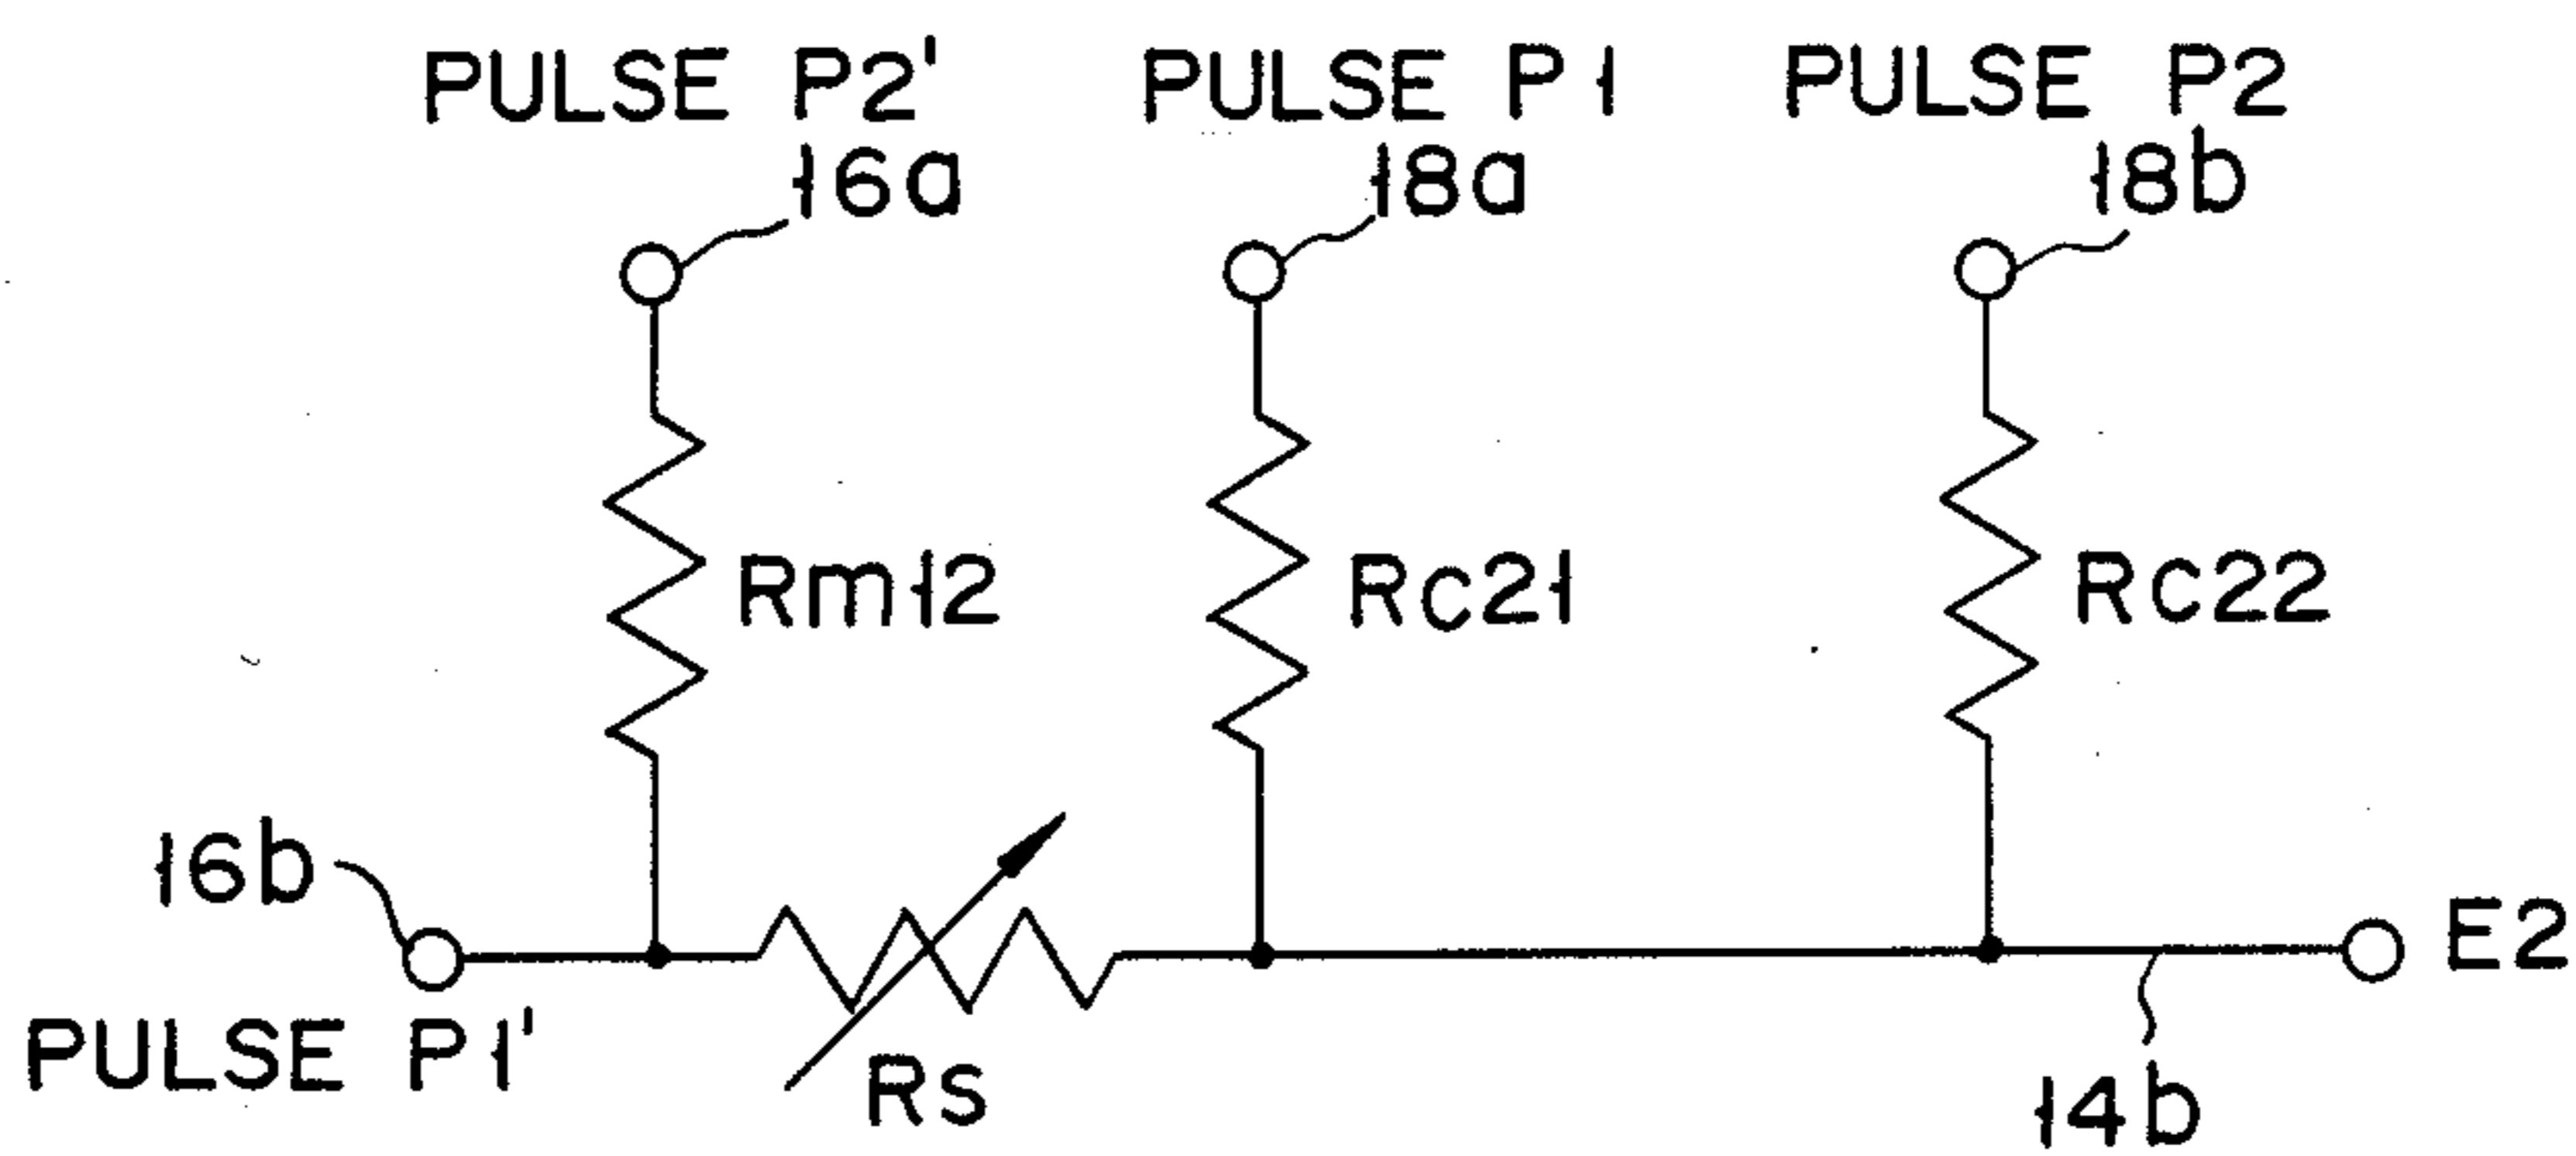 PULSE P2' PULSE P1 PULSE P2
16a 18a 18b
Rm12 Rc21 Rc22
16b
E2
PULSE P1'
Rs
14b